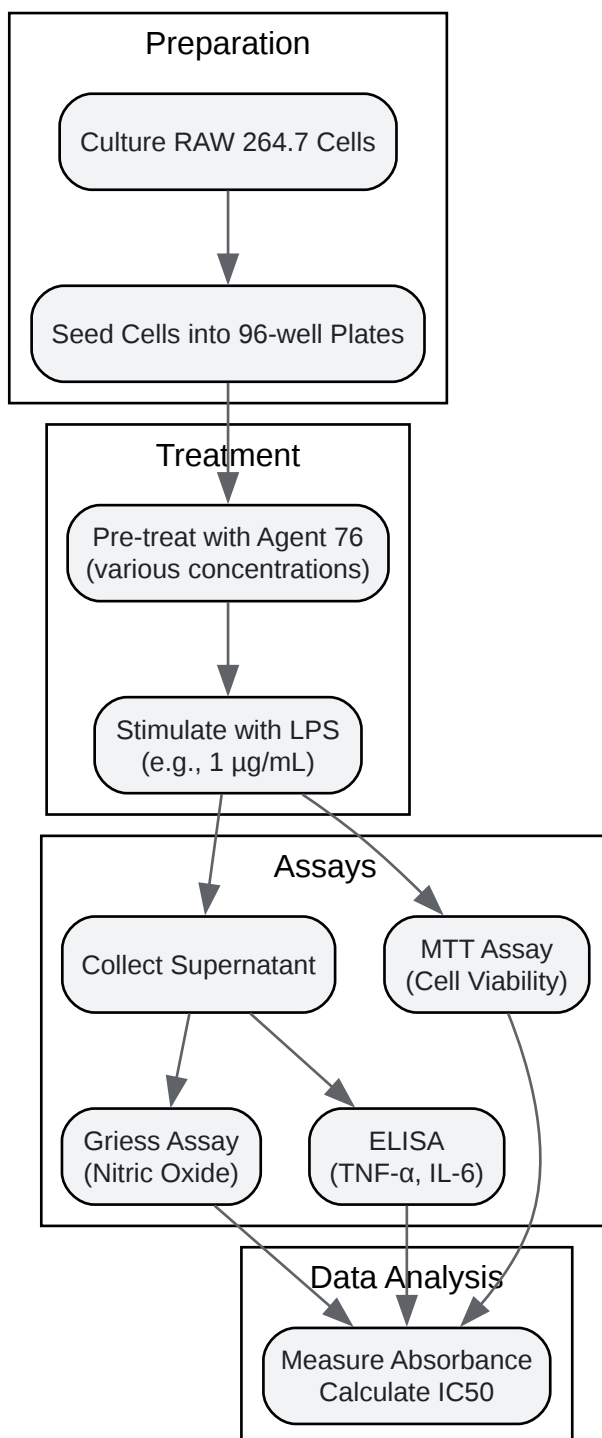 Preparation
Culture RAW 264.7 Cells
Seed Cells into 96-well Plates
Treatment
Pre-treat with Agent 76
(various concentrations)
Stimulate with LPS
(e.g., 1 µg/mL)
Assays
Collect Supernatant
MTT Assay
(Cell Viability)
Griess Assay
(Nitric Oxide)
ELISA
(TNF-α, IL-6)
Data Analysis
Measure Absorbance
Calculate IC50